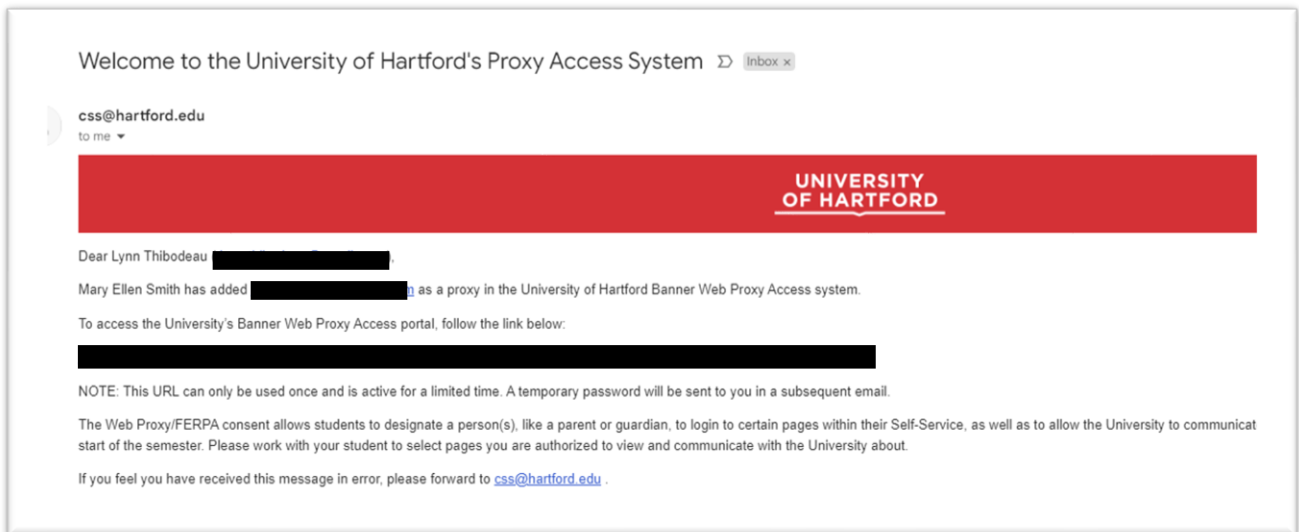 Welcome to the University of Hartford's Proxy Access System Inbox ×
css@hartford.edu
to me
UNIVERSITY
OF HARTFORD
Dear Lynn Thibodeau ,
Mary Ellen Smith has added as a proxy in the University of Hartford Banner Web Proxy Access system.
To access the University's Banner Web Proxy Access portal, follow the link below:
NOTE: This URL can only be used once and is active for a limited time. A temporary password will be sent to you in a subsequent email.
The Web Proxy/FERPA consent allows students to designate a person(s), like a parent or guardian, to login to certain pages within their Self-Service, as well as to allow the University to communicat
start of the semester. Please work with your student to select pages you are authorized to view and communicate with the University about.
If you feel you have received this message in error, please forward to css@hartford.edu .